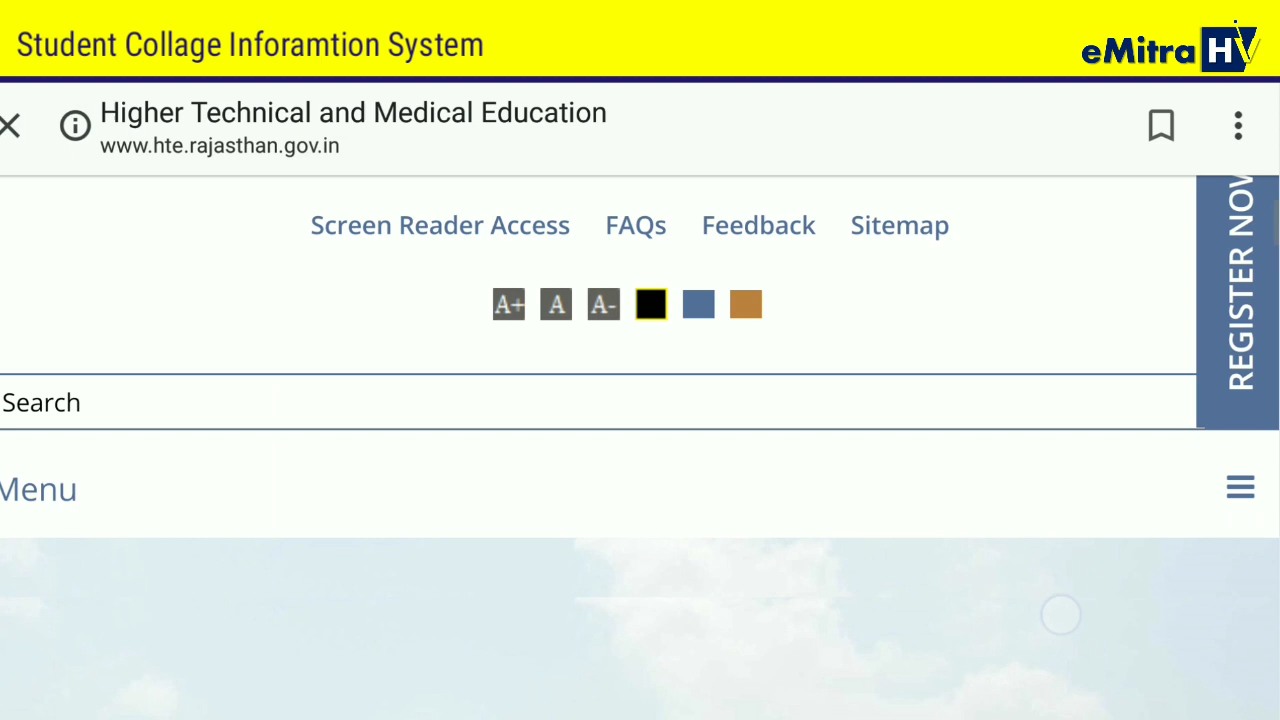 Student Collage Inforamtion System
eMitra HV
Higher Technical and Medical Education
www.hte.rajasthan.gov.in
Screen Reader Access FAQs Feedback Sitemap
A+ A A-
REGISTER NOW
Search
Menu